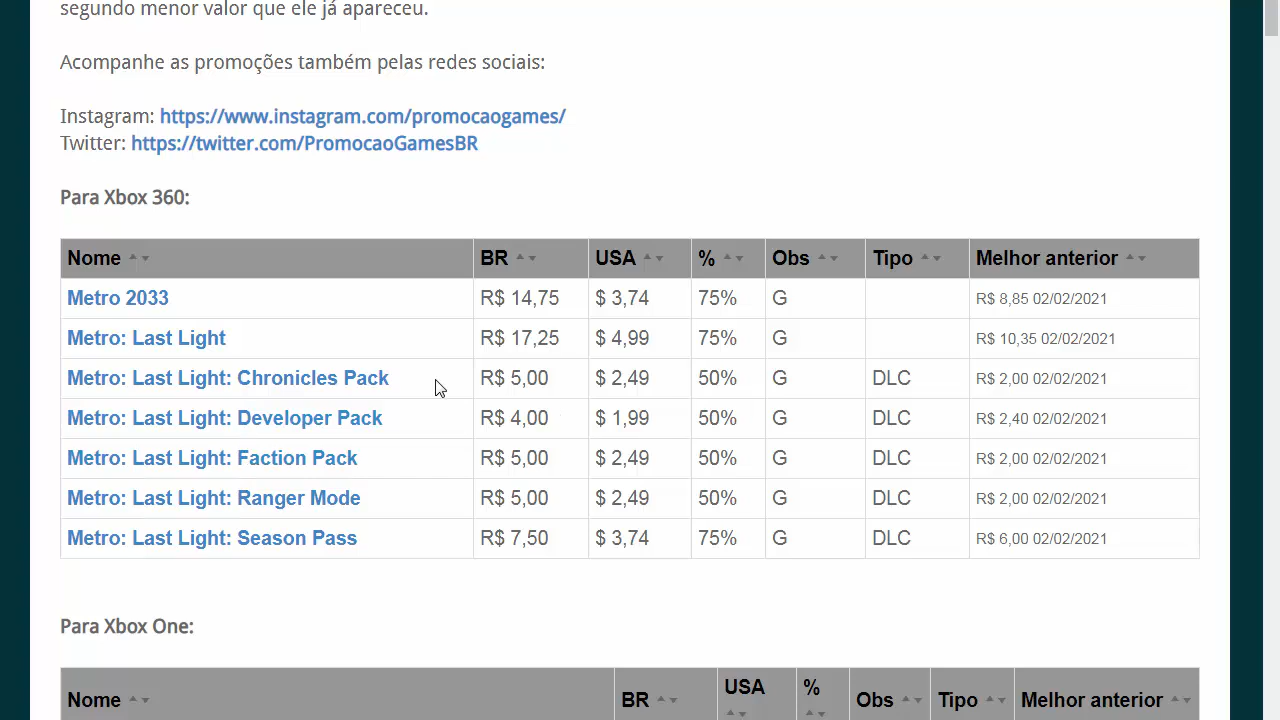 segundo menor valor que ele já apareceu.
Acompanhe as promoções também pelas redes sociais:
Instagram: https://www.instagram.com/promocaogames/
Twitter: https://twitter.com/PromocaoGamesBR
Para Xbox 360:
Nome BR USA % Obs Tipo Melhor anterior
Metro 2033 R$ 14,75 $ 3,74 75% G R$ 8,85 02/02/2021
Metro: Last Light R$ 17,25 $ 4,99 75% G R$ 10,35 02/02/2021
Metro: Last Light: Chronicles Pack R$ 5,00 $ 2,49 50% G DLC R$ 2,00 02/02/2021
Metro: Last Light: Developer Pack R$ 4,00 $ 1,99 50% G DLC R$ 2,40 02/02/2021
Metro: Last Light: Faction Pack R$ 5,00 $ 2,49 50% G DLC R$ 2,00 02/02/2021
Metro: Last Light: Ranger Mode R$ 5,00 $ 2,49 50% G DLC R$ 2,00 02/02/2021
Metro: Last Light: Season Pass R$ 7,50 $ 3,74 75% G DLC R$ 6,00 02/02/2021
Para Xbox One:
Nome BR USA % Obs Tipo Melhor anterior